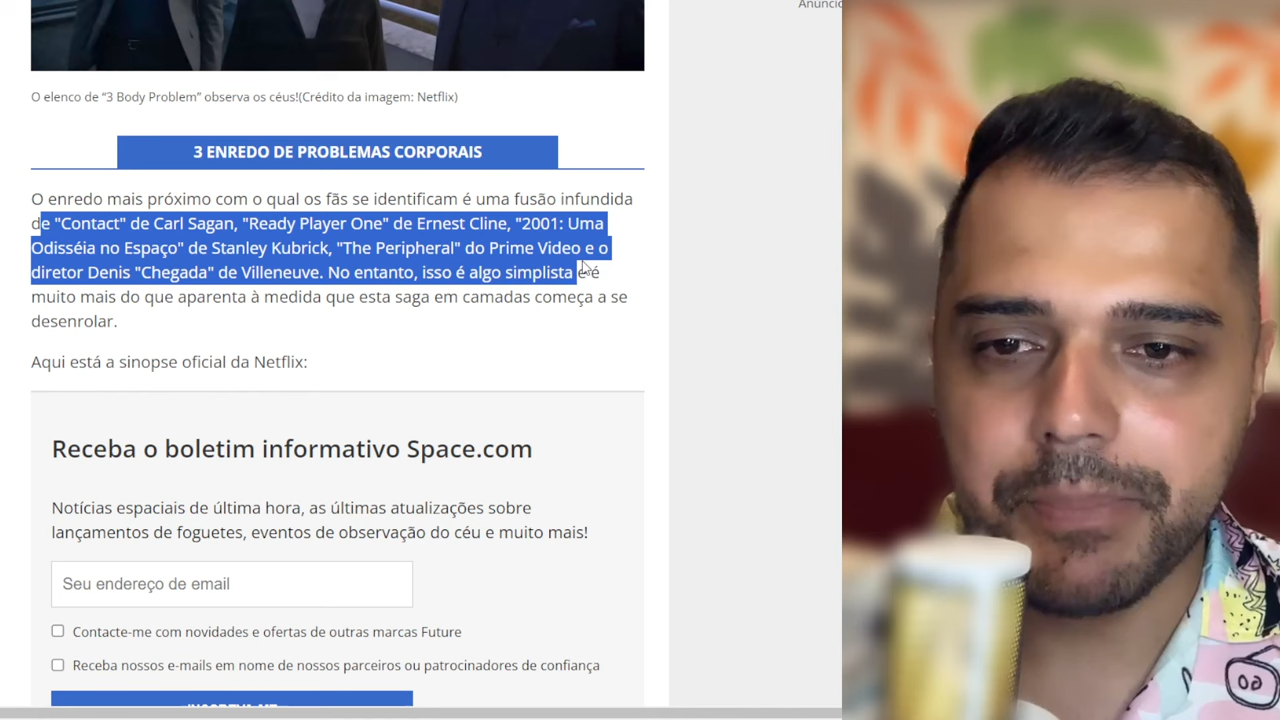 Anúncio
O elenco de “3 Body Problem” observa os céus!(Crédito da imagem: Netflix)
3 ENREDO DE PROBLEMAS CORPORAIS
O enredo mais próximo com o qual os fãs se identificam é uma fusão infundida
de "Contact" de Carl Sagan, "Ready Player One" de Ernest Cline, "2001: Uma
Odisséia no Espaço" de Stanley Kubrick, "The Peripheral" do Prime Video e o
diretor Denis "Chegada" de Villeneuve. No entanto, isso é algo simplista e é
muito mais do que aparenta à medida que esta saga em camadas começa a se
desenrolar.
Aqui está a sinopse oficial da Netflix:
Receba o boletim informativo Space.com
Notícias espaciais de última hora, as últimas atualizações sobre
lançamentos de foguetes, eventos de observação do céu e muito mais!
Seu endereço de email
Contacte-me com novidades e ofertas de outras marcas Future
Receba nossos e-mails em nome de nossos parceiros ou patrocinadores de confiança